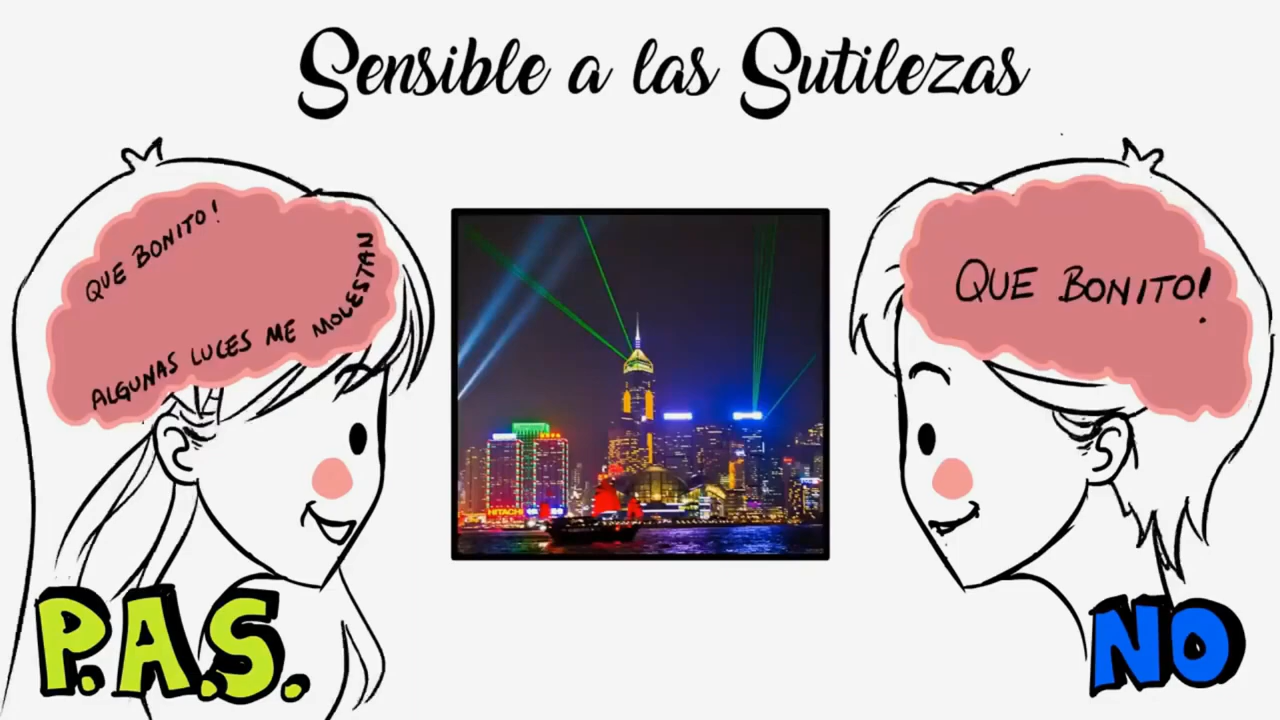 Sensible a las Sutilezas
QUE BONITO!
ALGUNAS LUCES ME MOLESTAN
HITACHI
QUE BONITO!
P.A.S.
NO